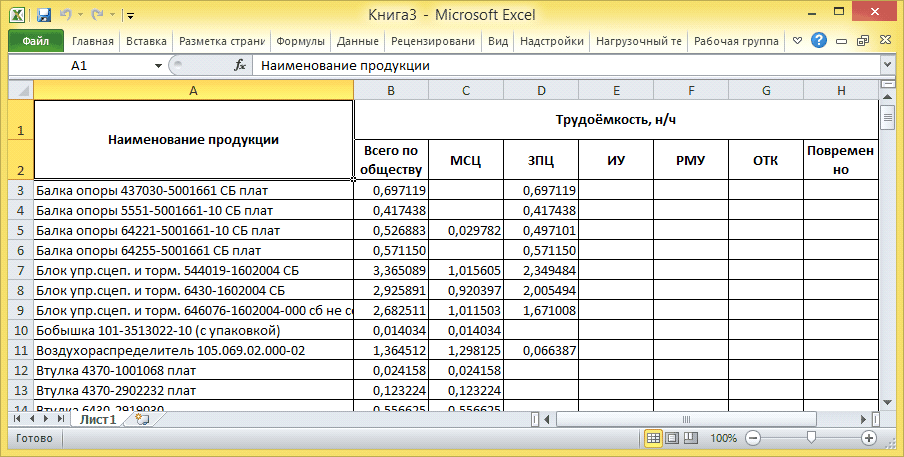 Книга3 - Microsoft Excel
Файл Главная Вставка Разметка страни Формулы Данные Рецензировани Вид Надстройки Нагрузочный те Рабочая группа
A1 fx Наименование продукции
A B C D E F G H
1 Наименование продукции Трудоёмкость, н/ч
2 Всего по обществу МСЦ ЗПЦ ИУ РМУ ОТК Повремен но
3 Балка опоры 437030-5001661 СБ плат 0,697119 0,697119
4 Балка опоры 5551-5001661-10 СБ плат 0,417438 0,417438
5 Балка опоры 64221-5001661-10 СБ плат 0,526883 0,029782 0,497101
6 Балка опоры 64255-5001661 СБ плат 0,571150 0,571150
7 Блок упр.сцеп. и торм. 544019-1602004 СБ 3,365089 1,015605 2,349484
8 Блок упр.сцеп. и торм. 6430-1602004 СБ 2,925891 0,920397 2,005494
9 Блок упр.сцеп. и торм. 646076-1602004-000 сб не со 2,682511 1,011503 1,671008
10 Бобышка 101-3513022-10 (с упаковкой) 0,014034 0,014034
11 Воздухораспределитель 105.069.02.000-02 1,364512 1,298125 0,066387
12 Втулка 4370-1001068 плат 0,024158 0,024158
13 Втулка 4370-2902232 плат 0,123224 0,123224
14 Втулка 6430-2919030 0,556625 0,556625
Лист1
Готово 100%